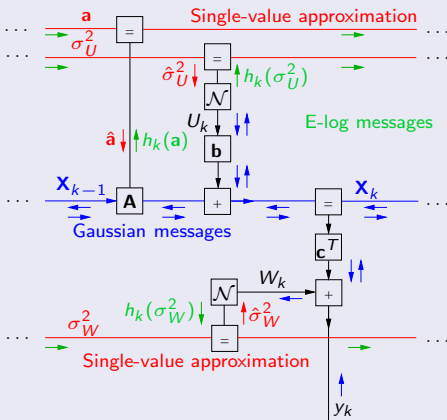 a Single-value approximation
... = ...
σ_U^2
... = ...
σ̂_U^2 h_k(σ_U^2)
𝒩
U_k
E-log messages
b
â h_k(a)
X_{k−1} X_k
... A + = ...
Gaussian messages
c^T
W_k
𝒩 +
h_k(σ_W^2) σ̂_W^2
σ_W^2
... = ...
Single-value approximation
y_k